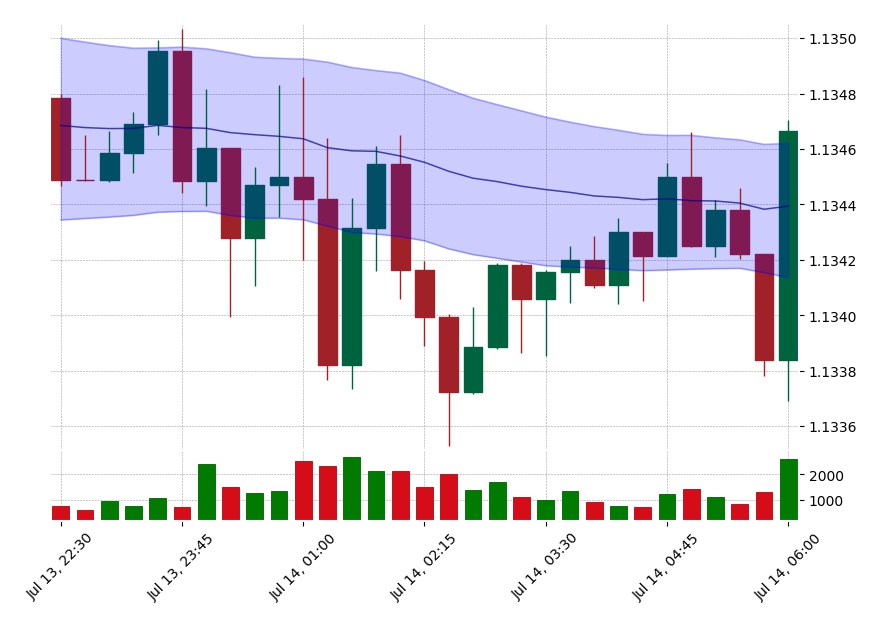 1.1350
1.1348
1.1346
1.1344
1.1342
1.1340
1.1338
1.1336
2000
1000
Jul 13, 22:30
Jul 13, 23:45
Jul 14, 01:00
Jul 14, 02:15
Jul 14, 03:30
Jul 14, 04:45
Jul 14, 06:00